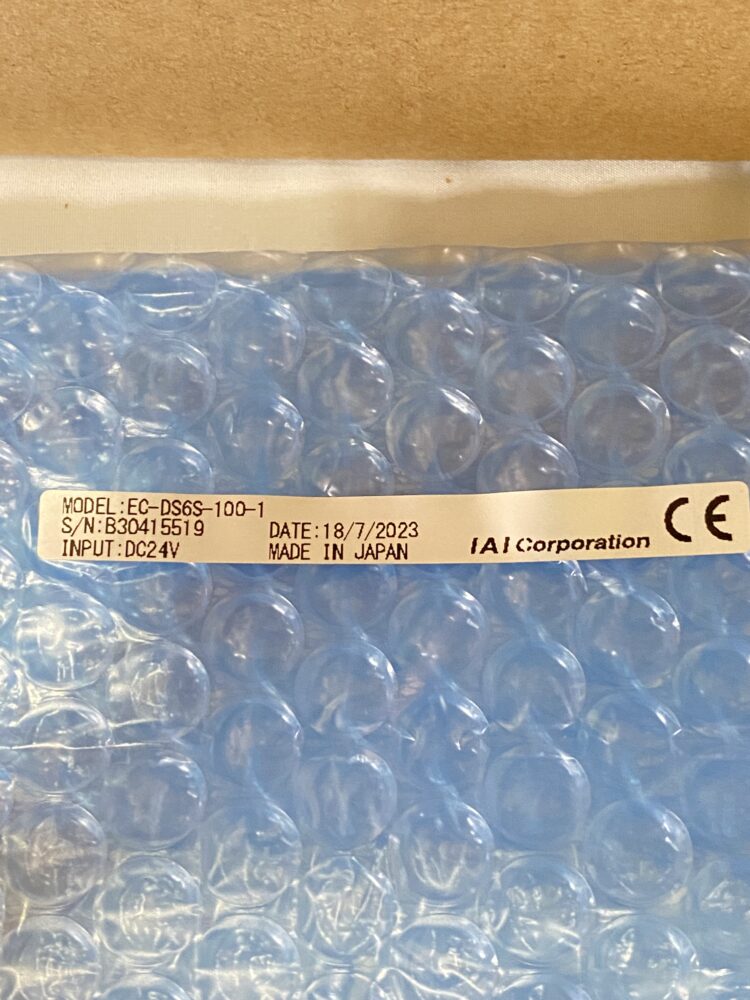 MODEL:EC-DS6S-100-1
S/N:B30415519
DATE:18/7/2023
INPUT:DC24V
MADE IN JAPAN
IAI Corporation
CE